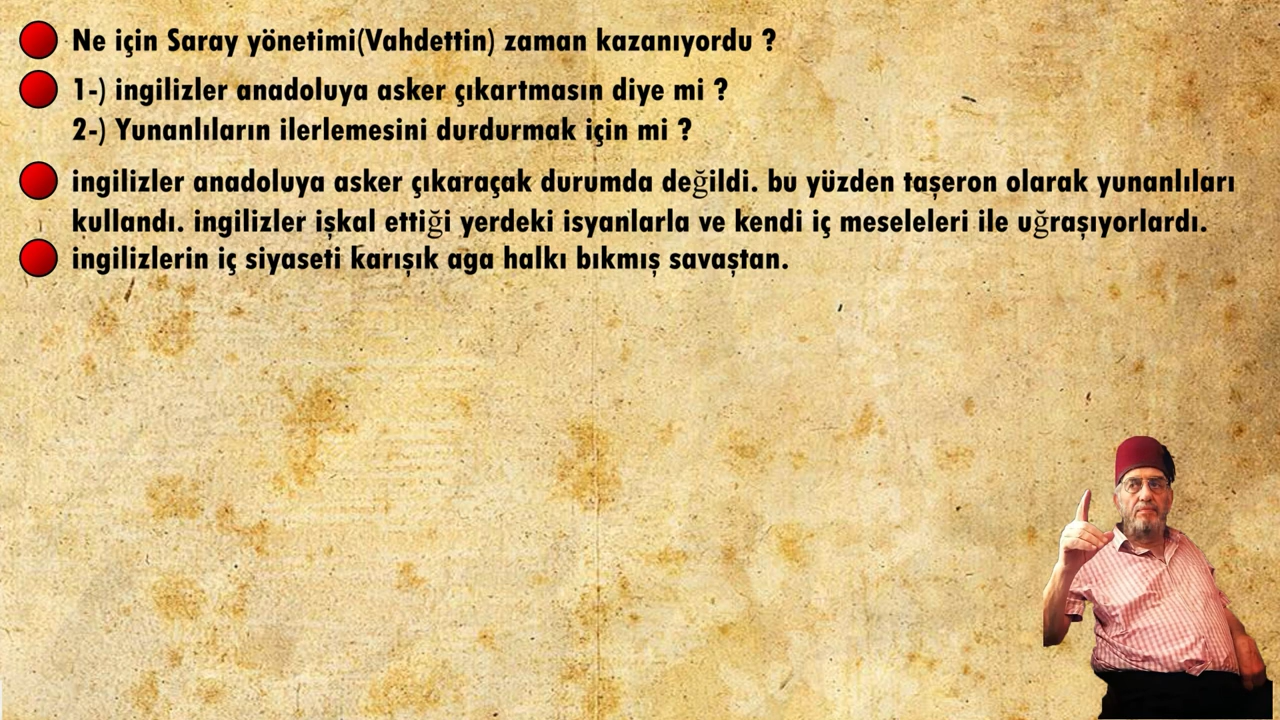 Ne için Saray yönetimi(Vahdettin) zaman kazanıyordu ?
1-) ingilizler anadoluya asker çıkartmasın diye mi ?
2-) Yunanlıların ilerlemesini durdurmak için mi ?
ingilizler anadoluya asker çıkaraçak durumda değildi. bu yüzden taşeron olarak yunanlıları
kullandı. ingilizler işkal ettiği yerdeki isyanlarla ve kendi iç meseleleri ile uğraşıyorlardı.
ingilizlerin iç siyaseti karışık aga halkı bıkmış savaştan.